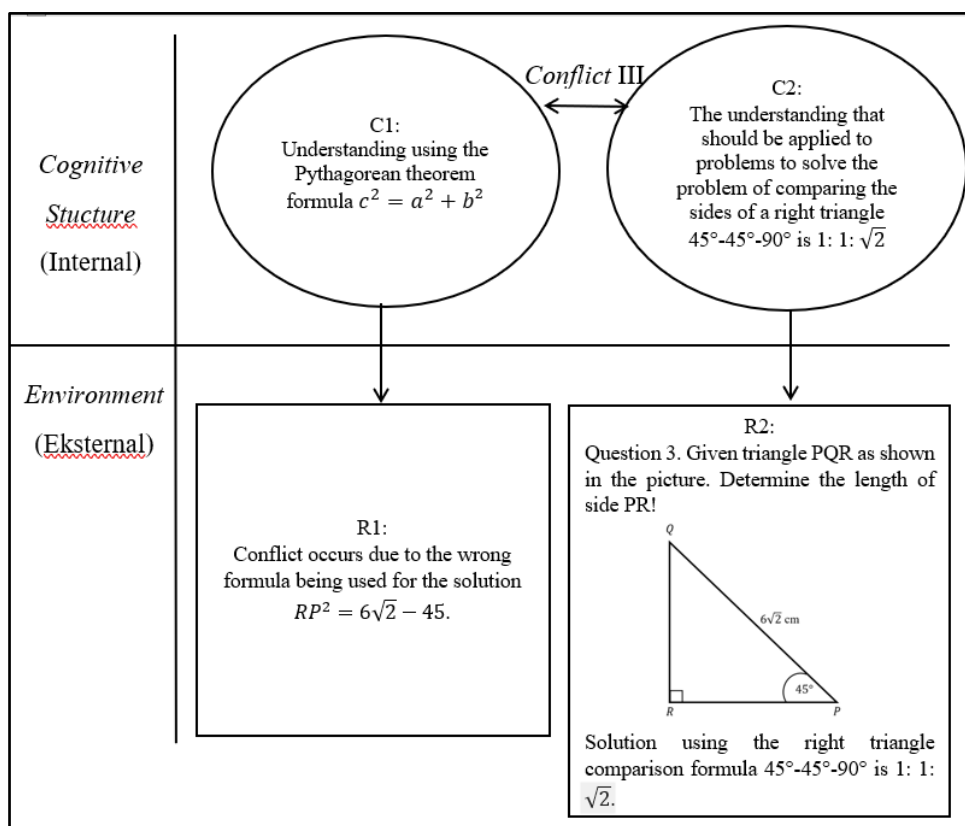 Cognitive
Stucture
(Internal)
C1:
Understanding using the
Pythagorean theorem
formula 𝑐² = 𝑎² + 𝑏²
Conflict III
C2:
The understanding that
should be applied to
problems to solve the
problem of comparing the
sides of a right triangle
45°-45°-90° is 1: 1: √2
Environment
(Eksternal)
R1:
Conflict occurs due to the wrong
formula being used for the solution
𝑅𝑃² = 6√2 − 45.
R2:
Question 3. Given triangle PQR as shown
in the picture. Determine the length of
side PR!
Q
6√2 cm
45°
R
P
Solution using the right triangle
comparison formula 45°-45°-90° is 1: 1:
√2.